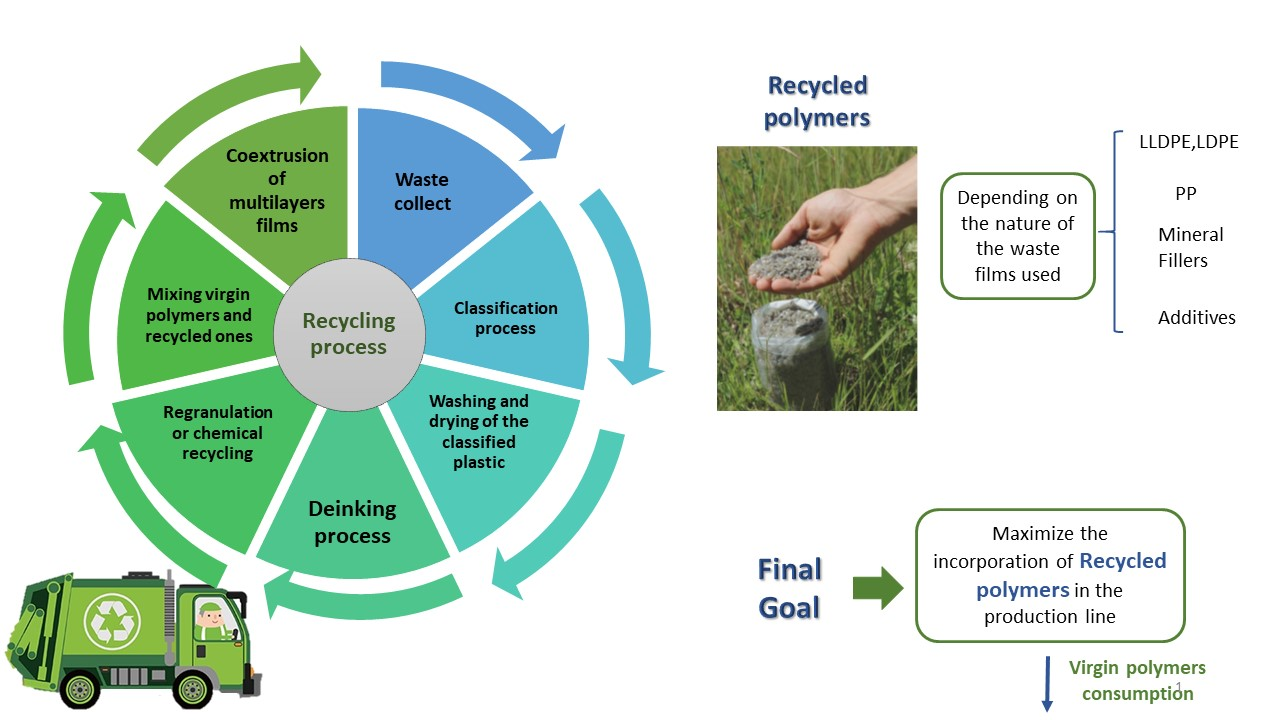 Coextrusion
of
multilayers
films
Waste
collect
Classification
process
Washing and
drying of the
classified
plastic
Deinking
process
Regranulation
or chemical
recycling
Mixing virgin
polymers and
recycled ones
Recycling
process
Recycled
polymers
Depending on
the nature of
the waste
films used
LLDPE,LDPE
PP
Mineral
Fillers
Additives
Final
Goal
Maximize the
incorporation of Recycled
polymers in the
production line
Virgin polymers
consumption
1